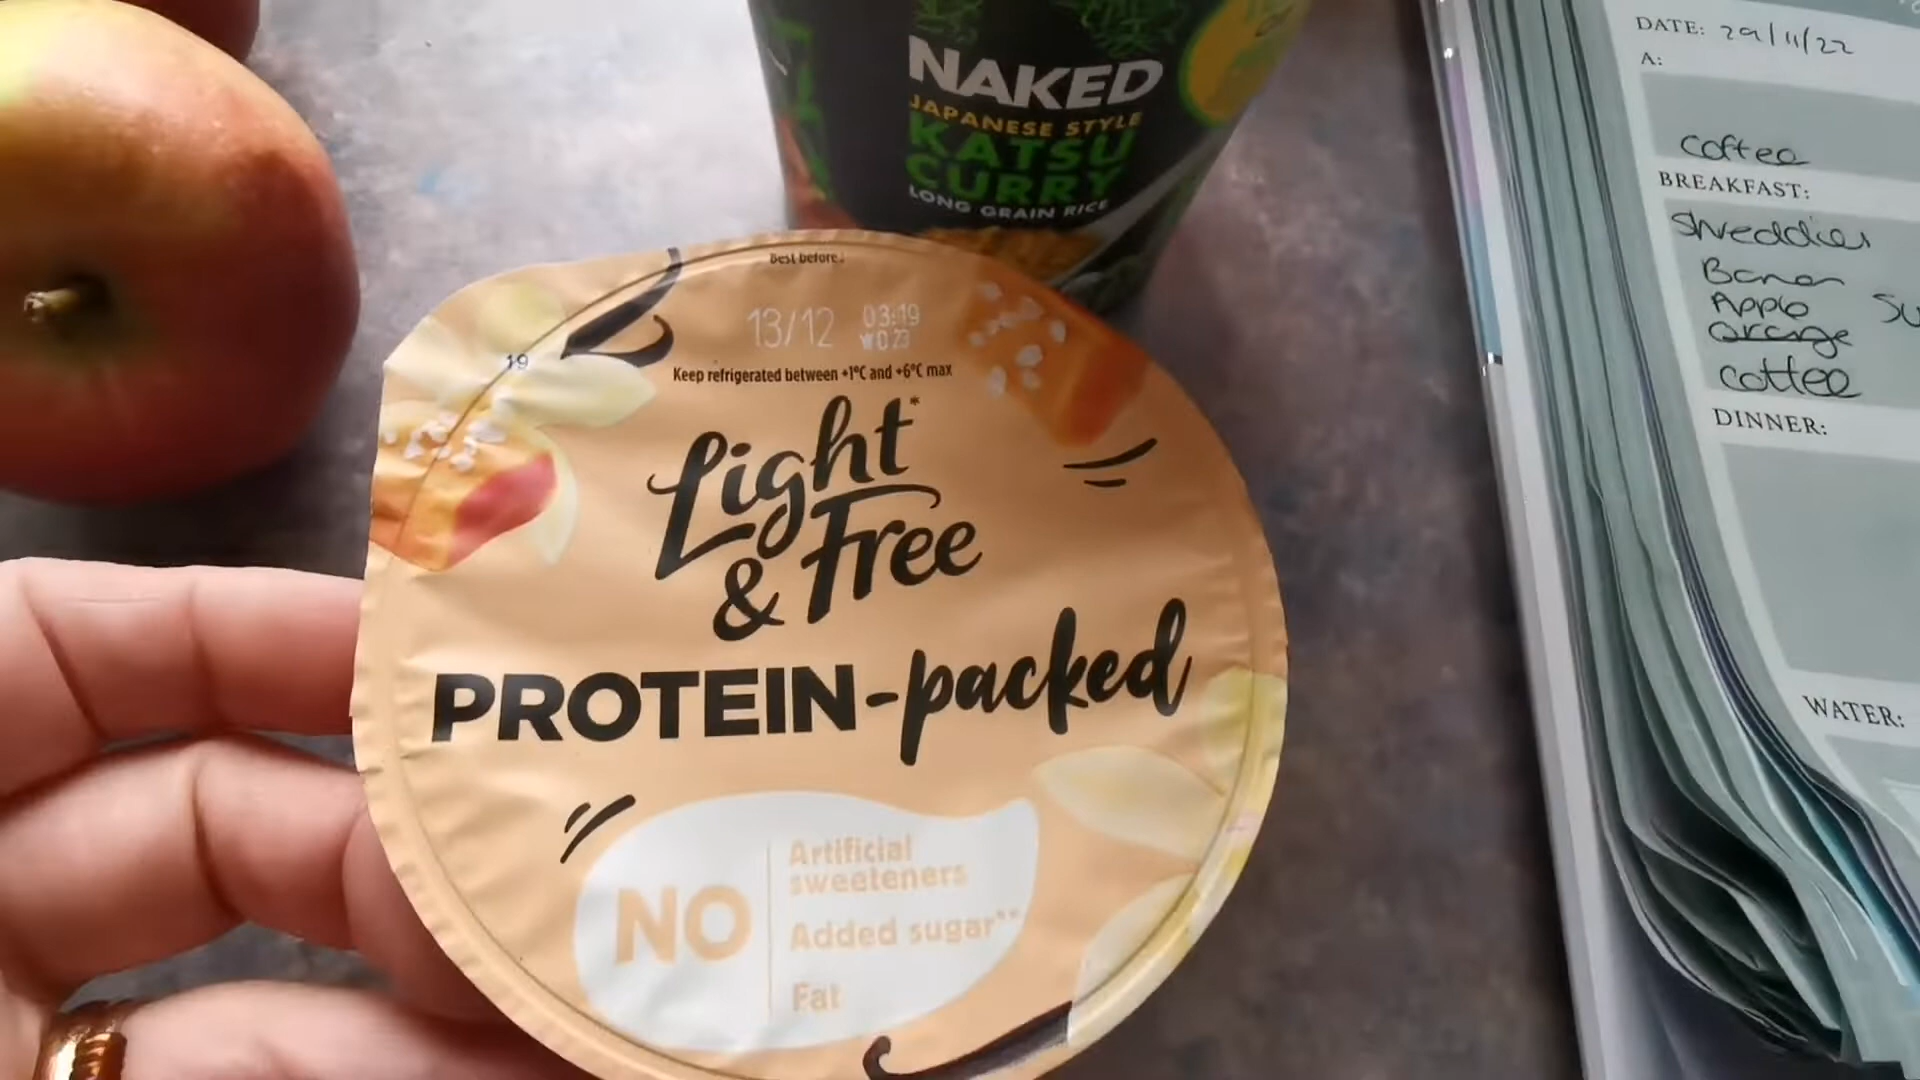 NAKED
JAPANESE STYLE
KATSU
CURRY
LONG GRAIN RICE
Best before:
13/12 03:19
W023
19
Keep refrigerated between +1°C and +6°C max
Light*
& Free
PROTEIN-packed
NO
Artificial
sweeteners
Added sugar**
Fat
DATE: 29/11/22
A:
coffee
BREAKFAST:
Shreddies
Banan
Apple
orange
coffee
DINNER:
WATER: